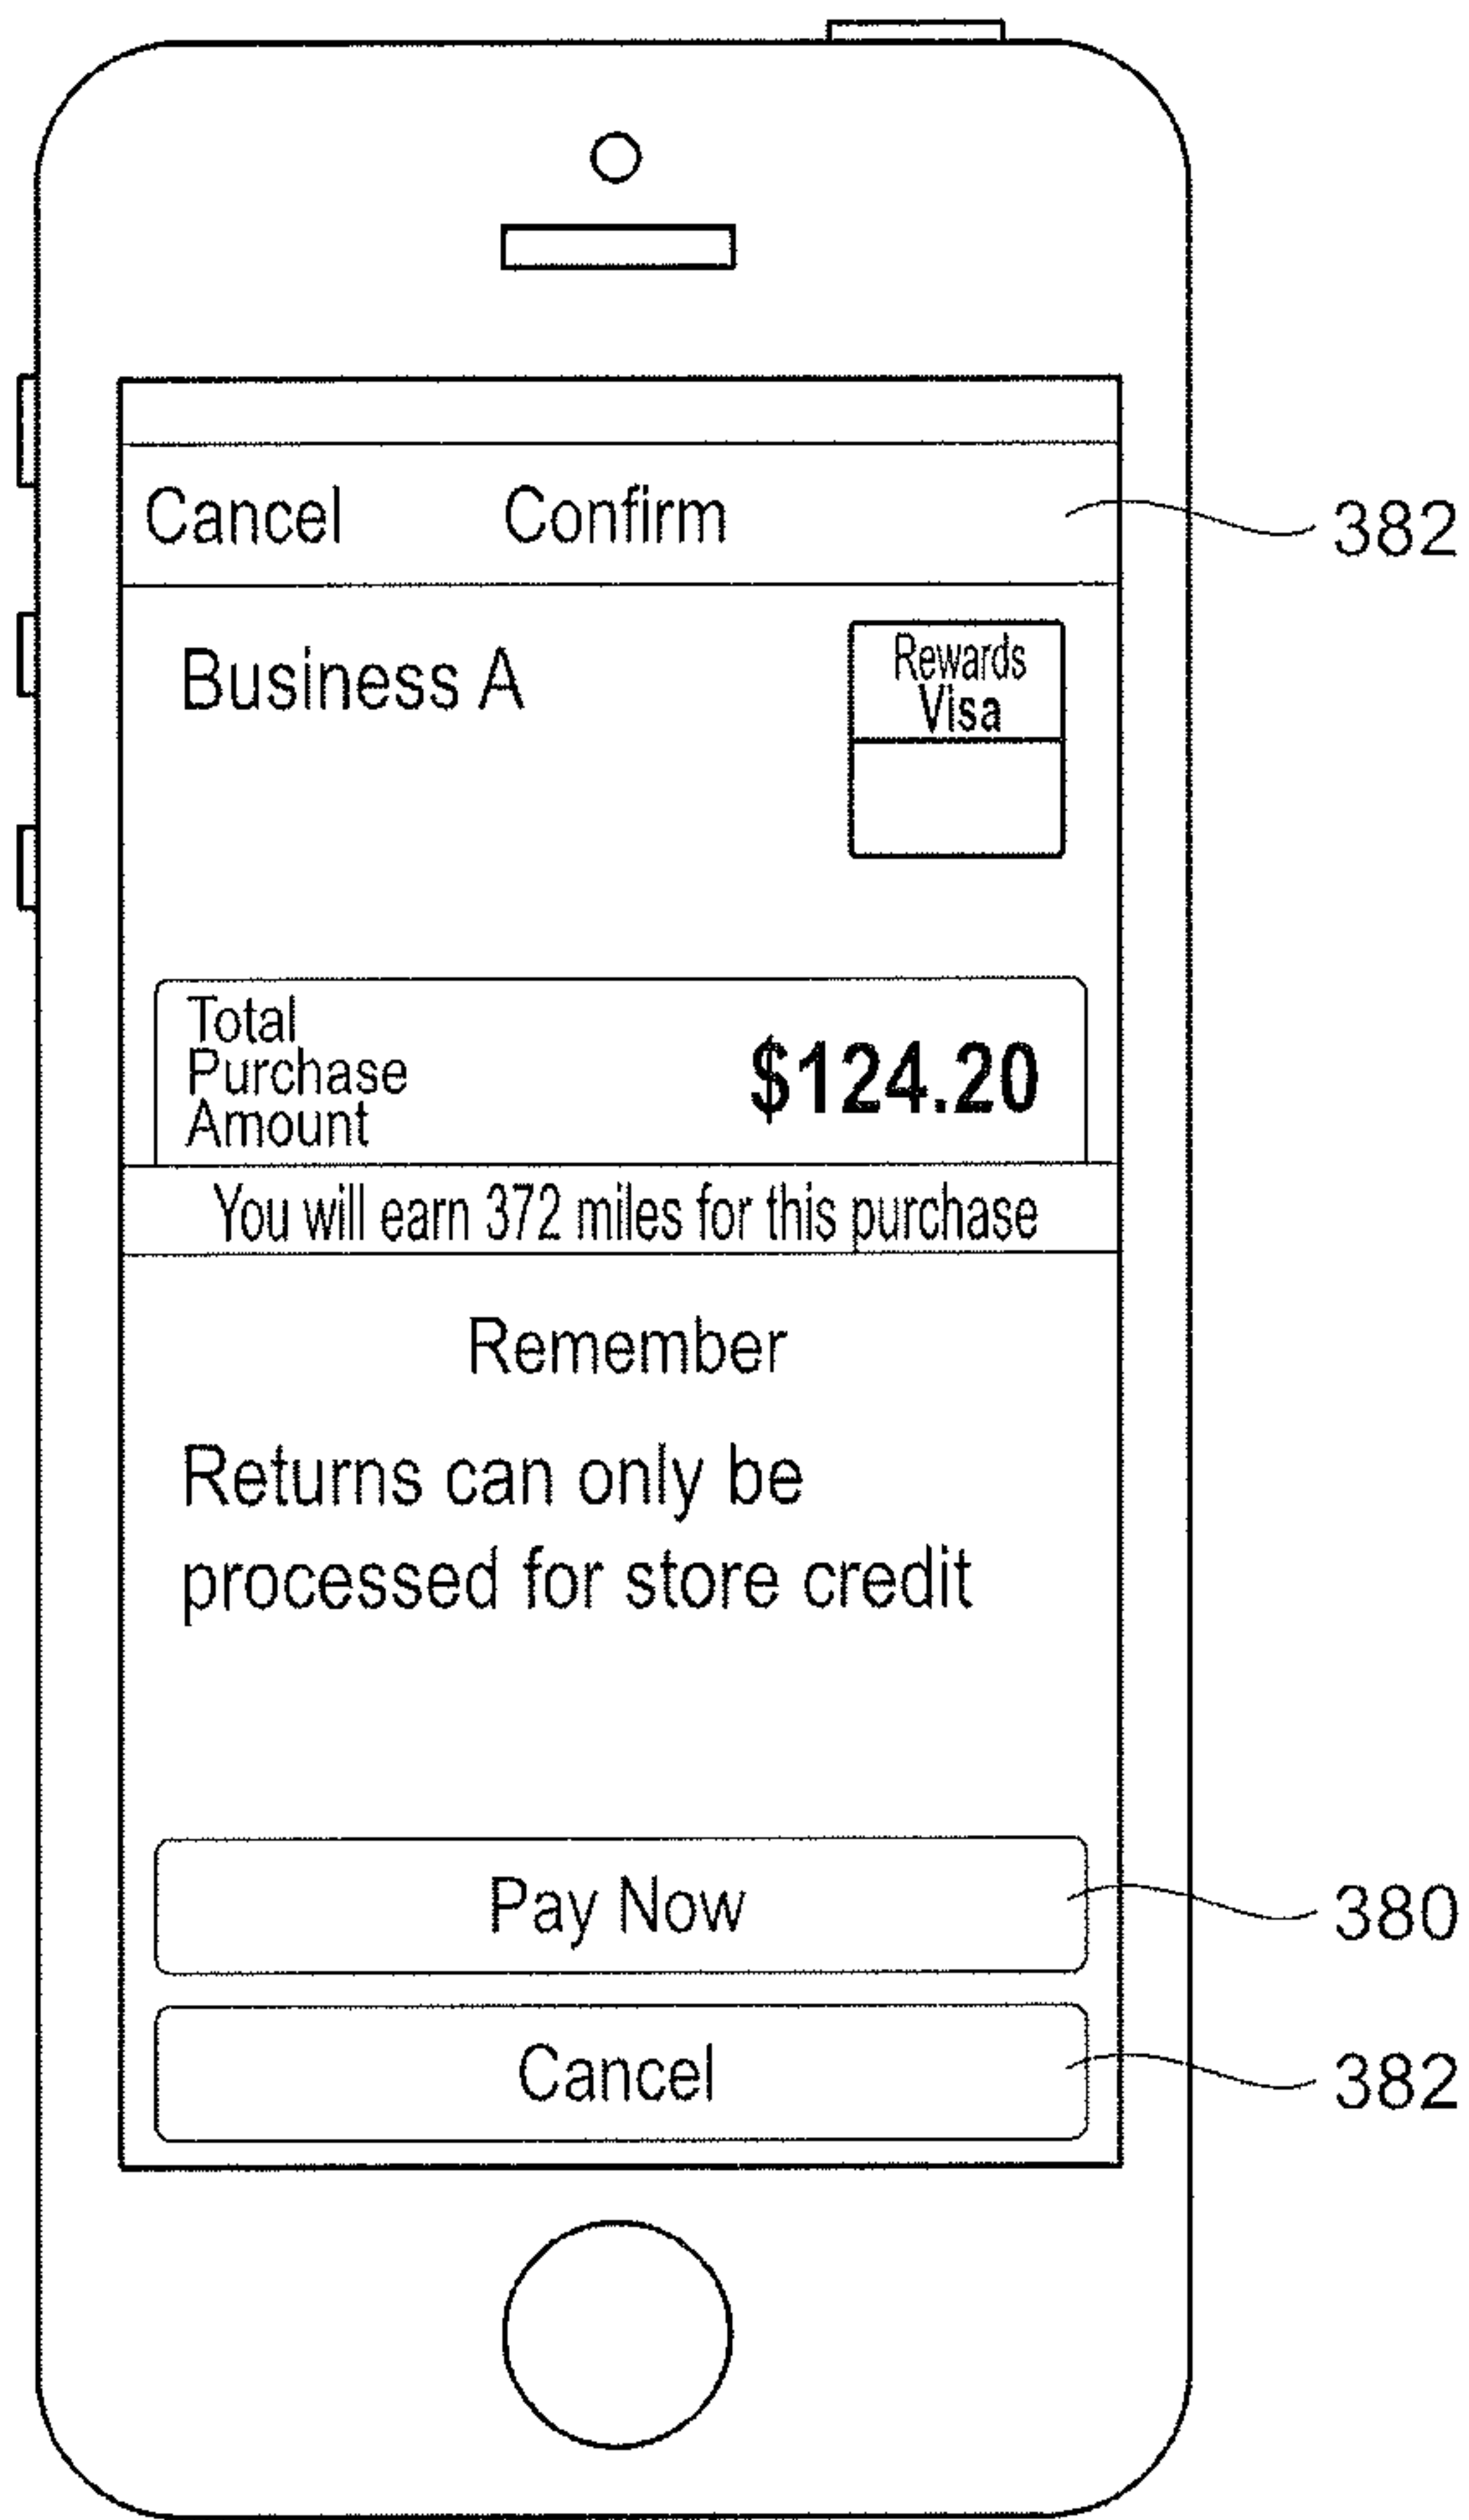 Cancel Confirm 382
Business A
Rewards
Visa
Total
Purchase
Amount
$124.20
You will earn 372 miles for this purchase
Remember
Returns can only be
processed for store credit
Pay Now 380
Cancel 382